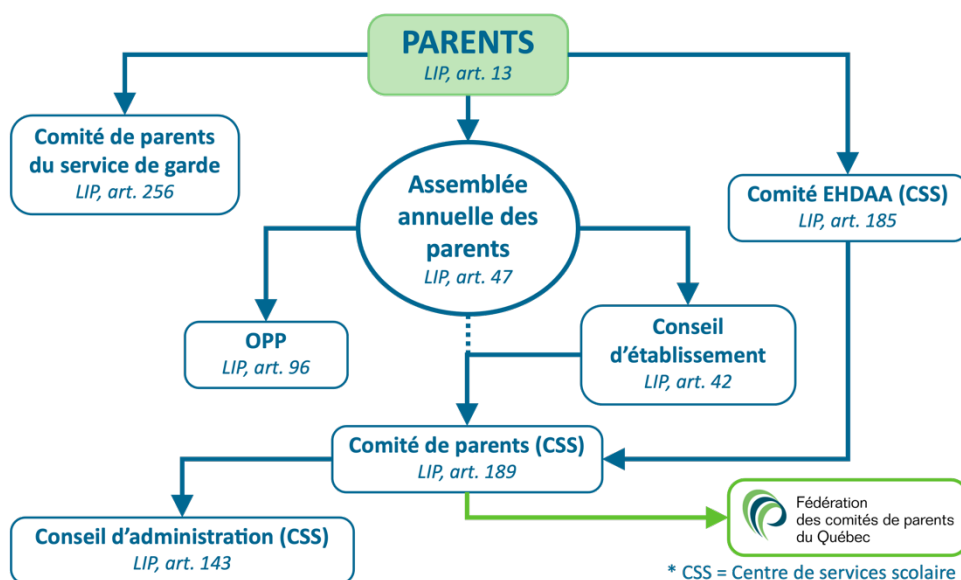 PARENTS
LIP, art. 13
Comité de parents
du service de garde
LIP, art. 256
Assemblée
annuelle des
parents
LIP, art. 47
Comité EHDAA (CSS)
LIP, art. 185
OPP
LIP, art. 96
Conseil
d’établissement
LIP, art. 42
Comité de parents (CSS)
LIP, art. 189
Conseil d’administration (CSS)
LIP, art. 143
Fédération
des comités de parents
du Québec
* CSS = Centre de services scolaire